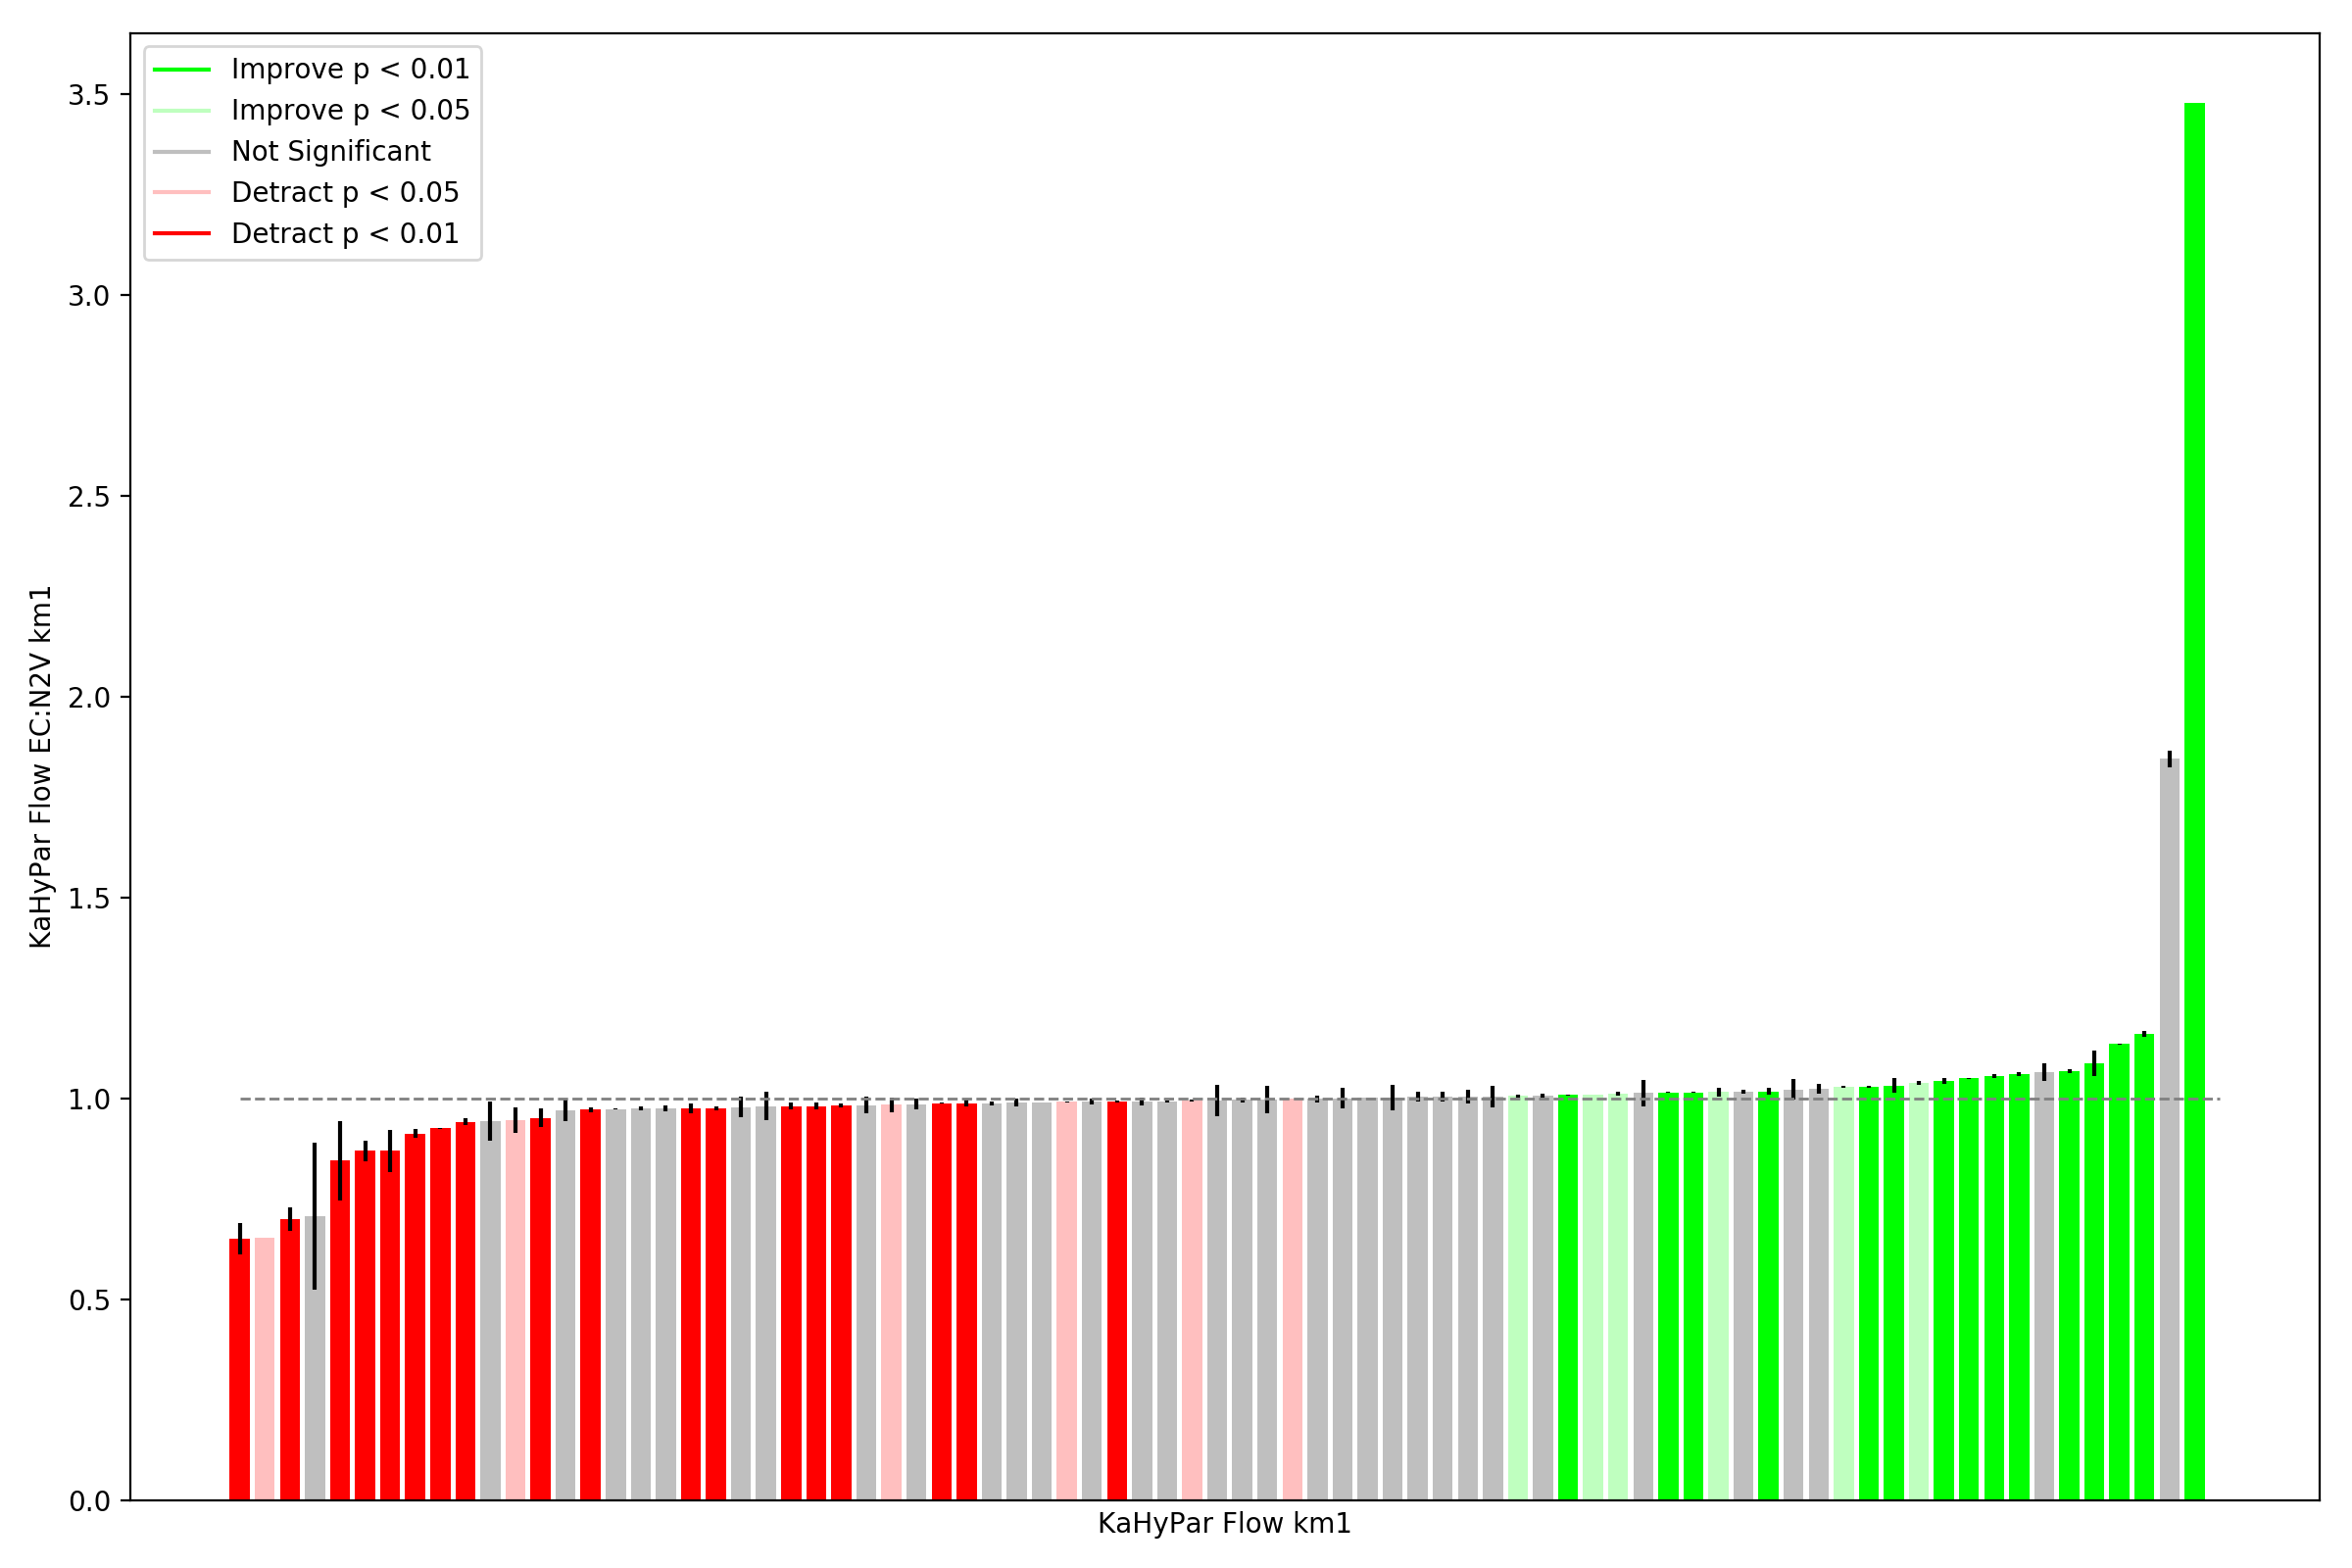 Improve p < 0.01
Improve p < 0.05
Not Significant
Detract p < 0.05
Detract p < 0.01
3.5
3.0
2.5
2.0
1.5
1.0
0.5
0.0
KaHyPar Flow EC:N2V km1
KaHyPar Flow km1